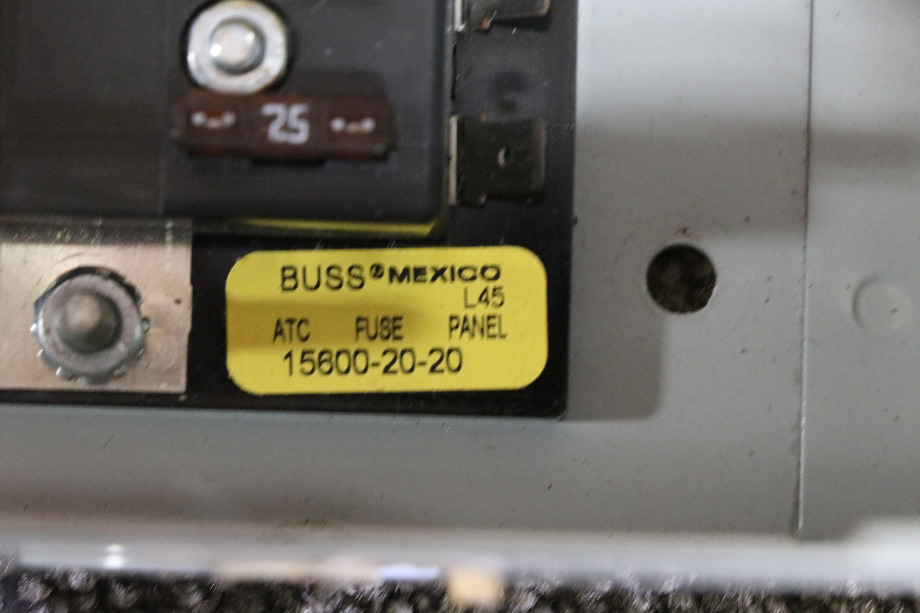 25
BUSS® MEXICO
L45
ATC FUSE PANEL
15600-20-20